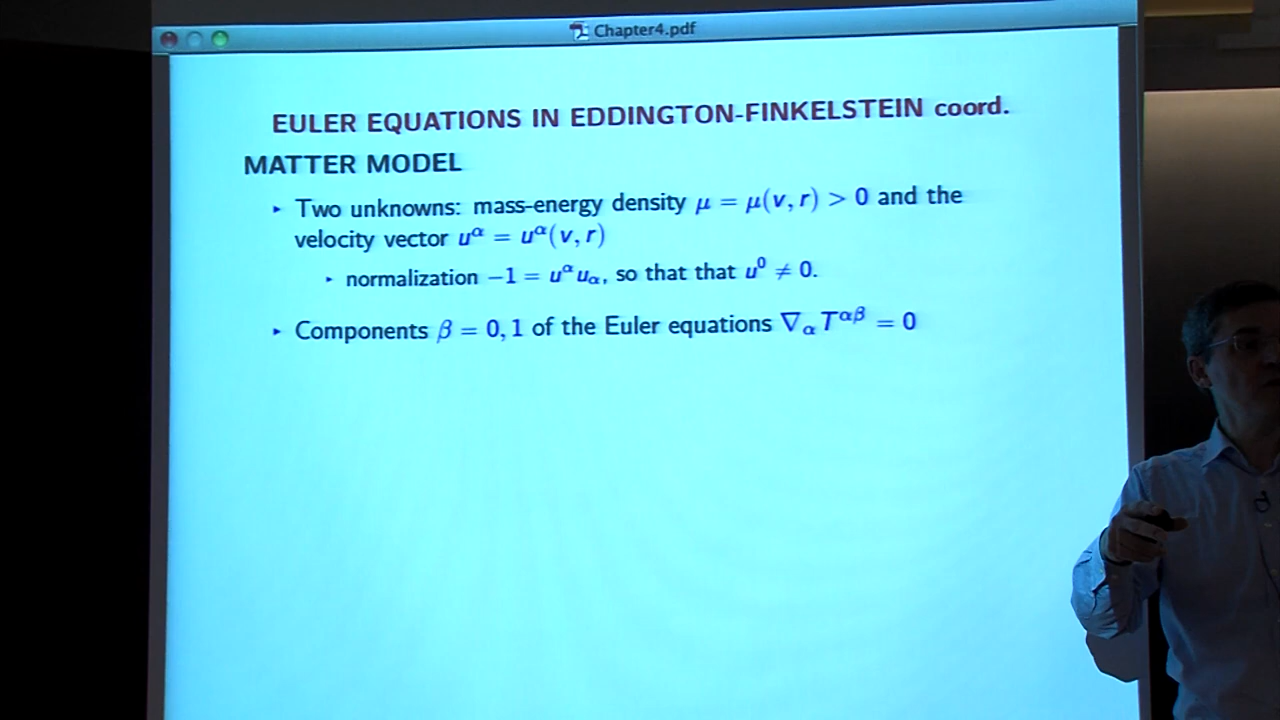 Chapter4.pdf
EULER EQUATIONS IN EDDINGTON-FINKELSTEIN coord.
MATTER MODEL
▸ Two unknowns: mass-energy density μ = μ(v, r) > 0 and the
velocity vector u^α = u^α(v, r)
▸ normalization −1 = u^α u_α, so that that u^0 ≠ 0.
▸ Components β = 0, 1 of the Euler equations ∇_α T^{αβ} = 0